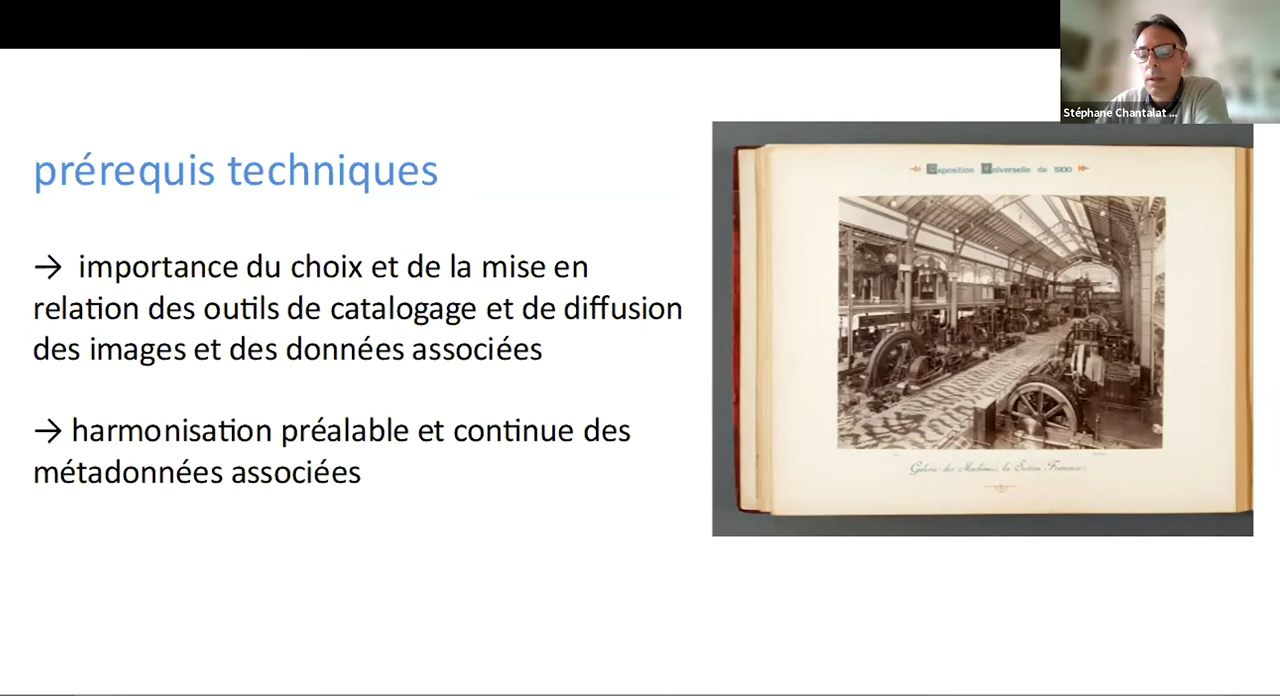 Stéphane Chantalat ...
prérequis techniques
→ importance du choix et de la mise en
relation des outils de catalogage et de diffusion
des images et des données associées
→ harmonisation préalable et continue des
métadonnées associées
Exposition Universelle de 1900
Galerie des Machines, la Section Française